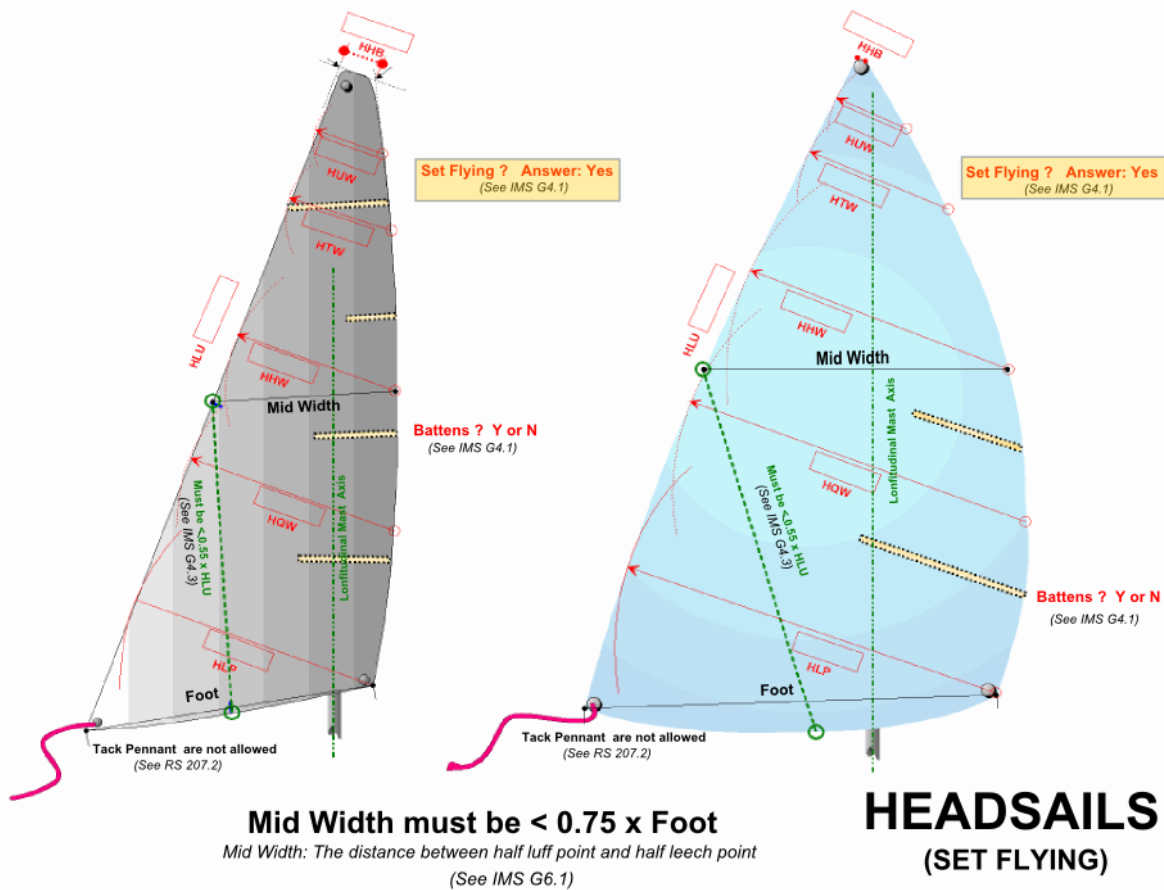 HHB
HUW
HTW
HLU
HHW
Mid Width
HQW
Must be <0.55 x HLU
(See IMS G4.3)
Lonfitudinal Mast Axis
HLP
Foot
Tack Pennant are not allowed
(See RS 207.2)
Set Flying ? Answer: Yes
(See IMS G4.1)
Battens ? Y or N
(See IMS G4.1)
HHB
HUW
HTW
HLU
HHW
Mid Width
HQW
Must be <0.55 x HLU
(See IMS G4.3)
Lonfitudinal Mast Axis
HLP
Foot
Tack Pennant are not allowed
(See RS 207.2)
Set Flying ? Answer: Yes
(See IMS G4.1)
Battens ? Y or N
(See IMS G4.1)
Mid Width must be < 0.75 x Foot
Mid Width: The distance between half luff point and half leech point
(See IMS G6.1)
HEADSAILS
(SET FLYING)